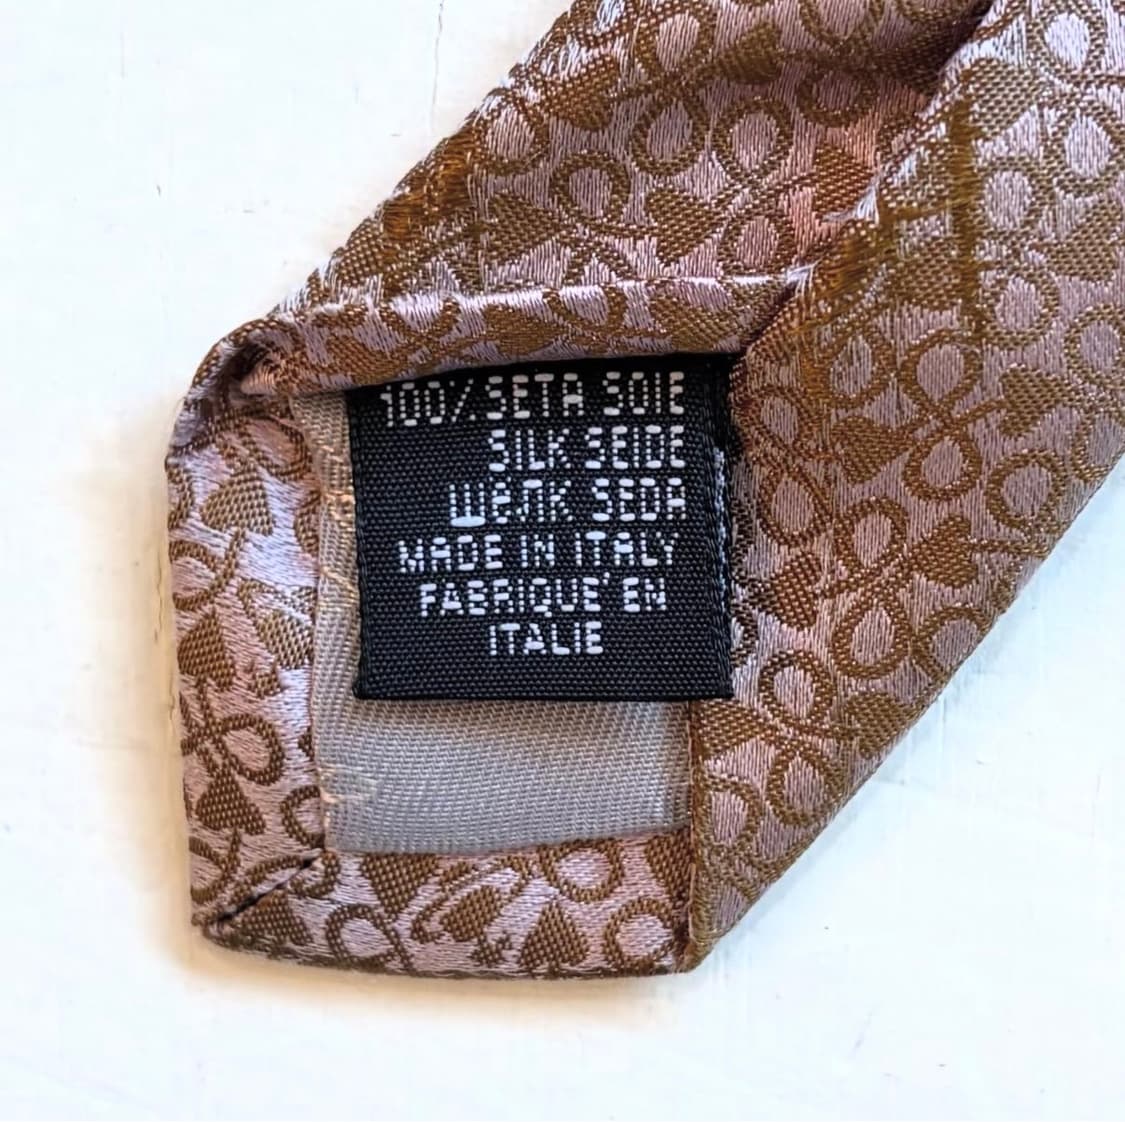 100% SETA SOIE
SILK SEIDE
ШЕЛК SEDA
MADE IN ITALY
FABRIQUE' EN
ITALIE